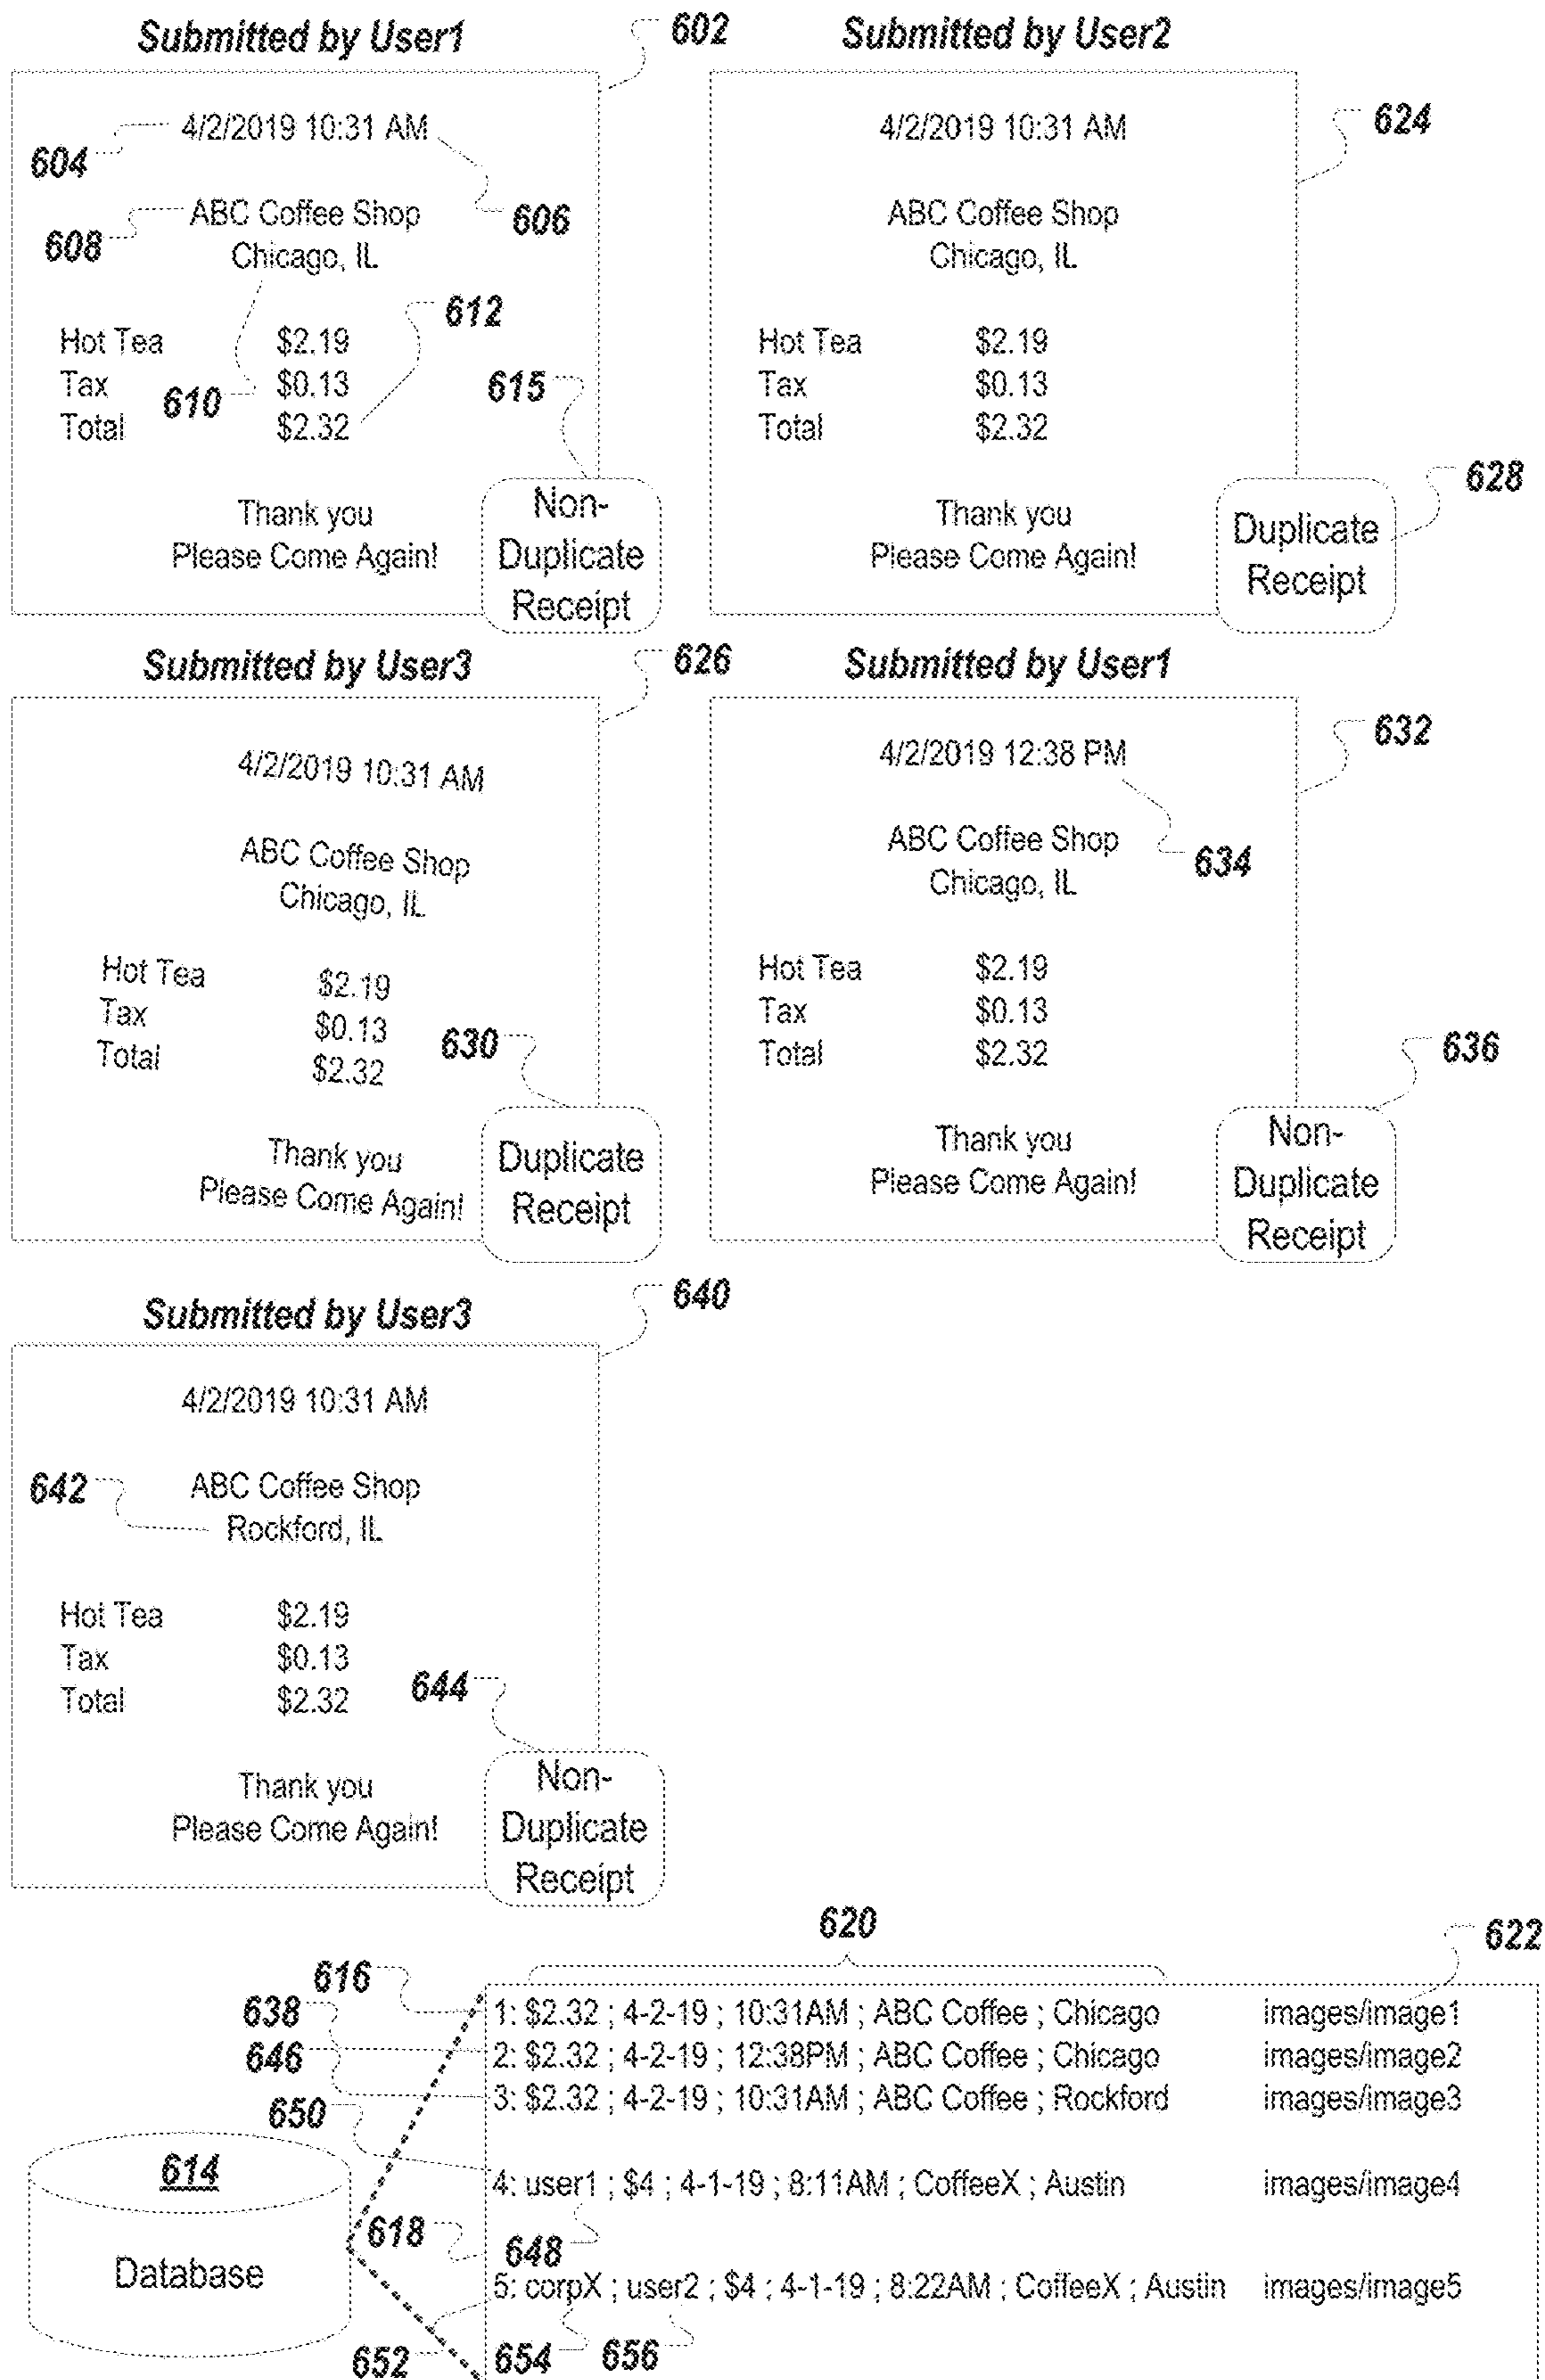 Submitted by User1
602
4/2/2019 10:31 AM
604
606
ABC Coffee Shop
608
Chicago, IL
612
Hot Tea $2.19
Tax $0.13
610
615
Total $2.32
Thank you
Please Come Again!
Non-
Duplicate
Receipt
Submitted by User2
624
4/2/2019 10:31 AM
ABC Coffee Shop
Chicago, IL
Hot Tea $2.19
Tax $0.13
Total $2.32
628
Thank you
Please Come Again!
Duplicate
Receipt
Submitted by User3
626
4/2/2019 10:31 AM
ABC Coffee Shop
Chicago, IL
Hot Tea $2.19
Tax $0.13
Total $2.32
630
Thank you
Please Come Again!
Duplicate
Receipt
Submitted by User1
632
4/2/2019 12:38 PM
634
ABC Coffee Shop
Chicago, IL
Hot Tea $2.19
Tax $0.13
Total $2.32
636
Thank you
Please Come Again!
Non-
Duplicate
Receipt
Submitted by User3
640
4/2/2019 10:31 AM
642
ABC Coffee Shop
Rockford, IL
Hot Tea $2.19
Tax $0.13
Total $2.32
644
Thank you
Please Come Again!
Non-
Duplicate
Receipt
620
622
616
638
646
650
1: $2.32 ; 4-2-19 ; 10:31AM ; ABC Coffee ; Chicago images/image1
2: $2.32 ; 4-2-19 ; 12:38PM ; ABC Coffee ; Chicago images/image2
3: $2.32 ; 4-2-19 ; 10:31AM ; ABC Coffee ; Rockford images/image3
4: user1 ; $4 ; 4-1-19 ; 8:11AM ; CoffeeX ; Austin images/image4
614
Database
618
648
5: corpX ; user2 ; $4 ; 4-1-19 ; 8:22AM ; CoffeeX ; Austin images/image5
652
654
656